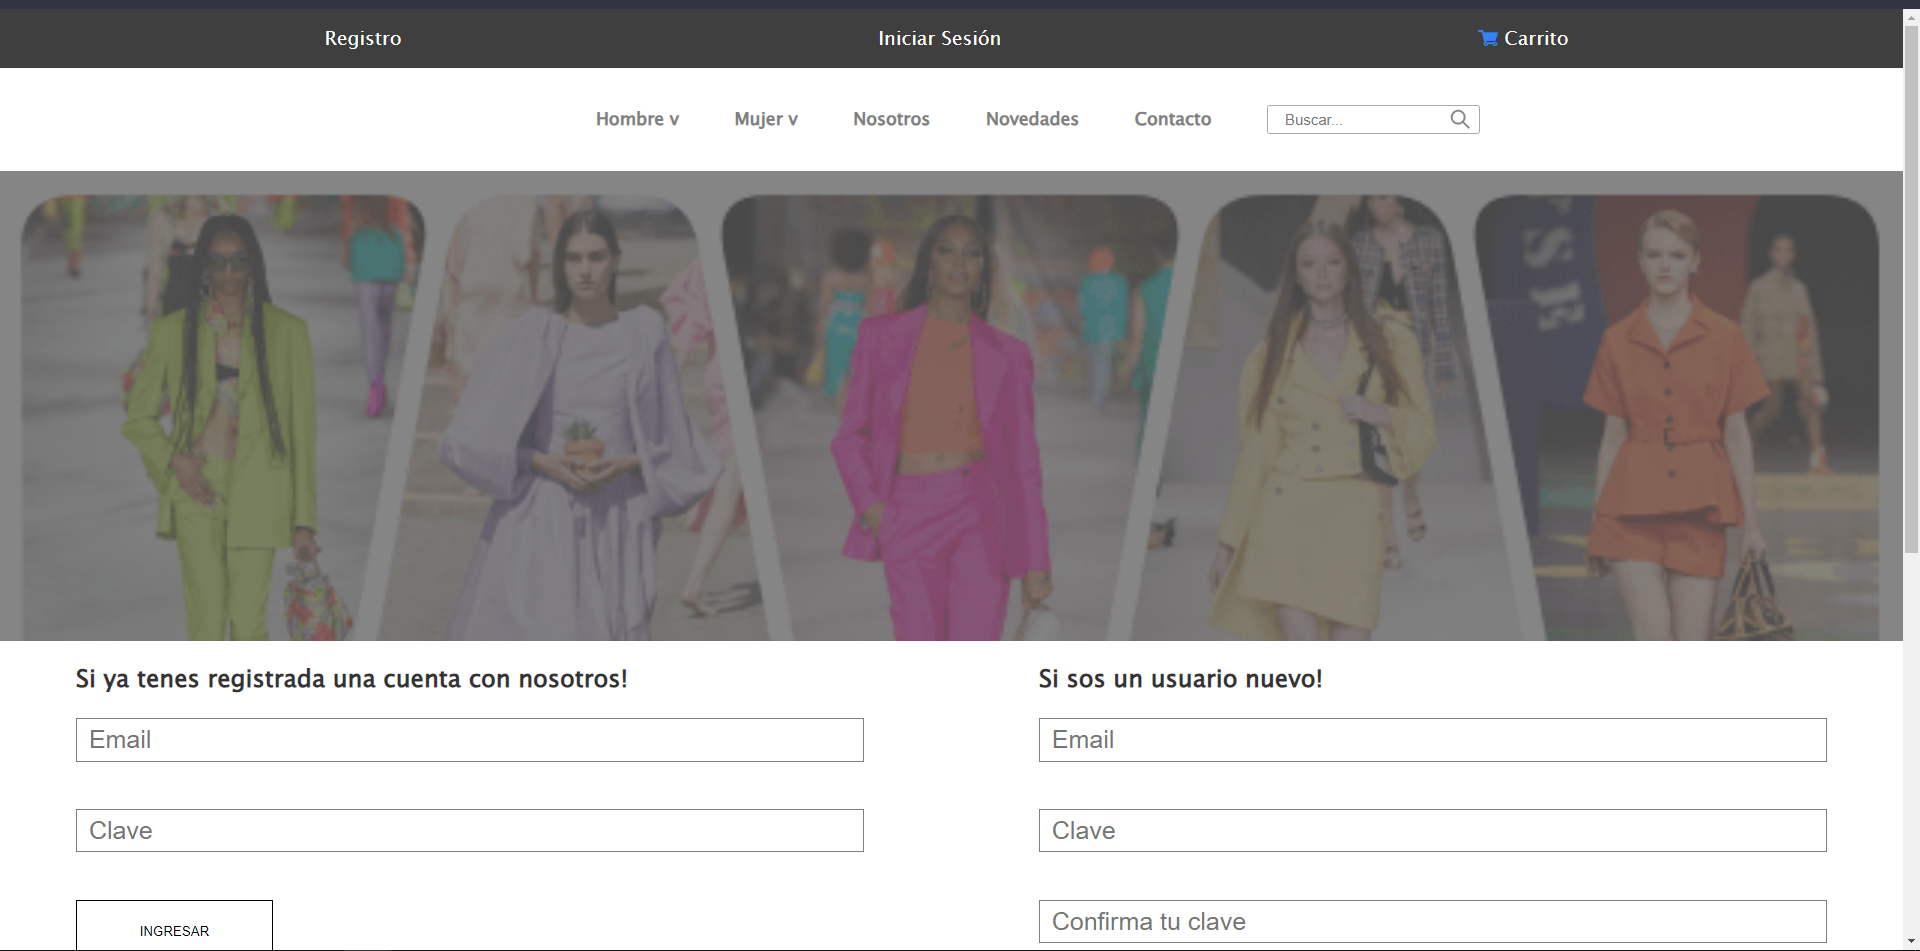 Registro Iniciar Sesión Carrito
Hombre v Mujer v Nosotros Novedades Contacto Buscar...
Si ya tenes registrada una cuenta con nosotros!
Email
Clave
INGRESAR
Si sos un usuario nuevo!
Email
Clave
Confirma tu clave